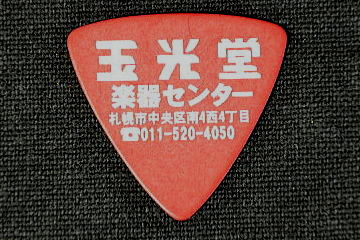 玉光堂
楽器センター
札幌市中央区南4西4丁目
☎011-520-4050